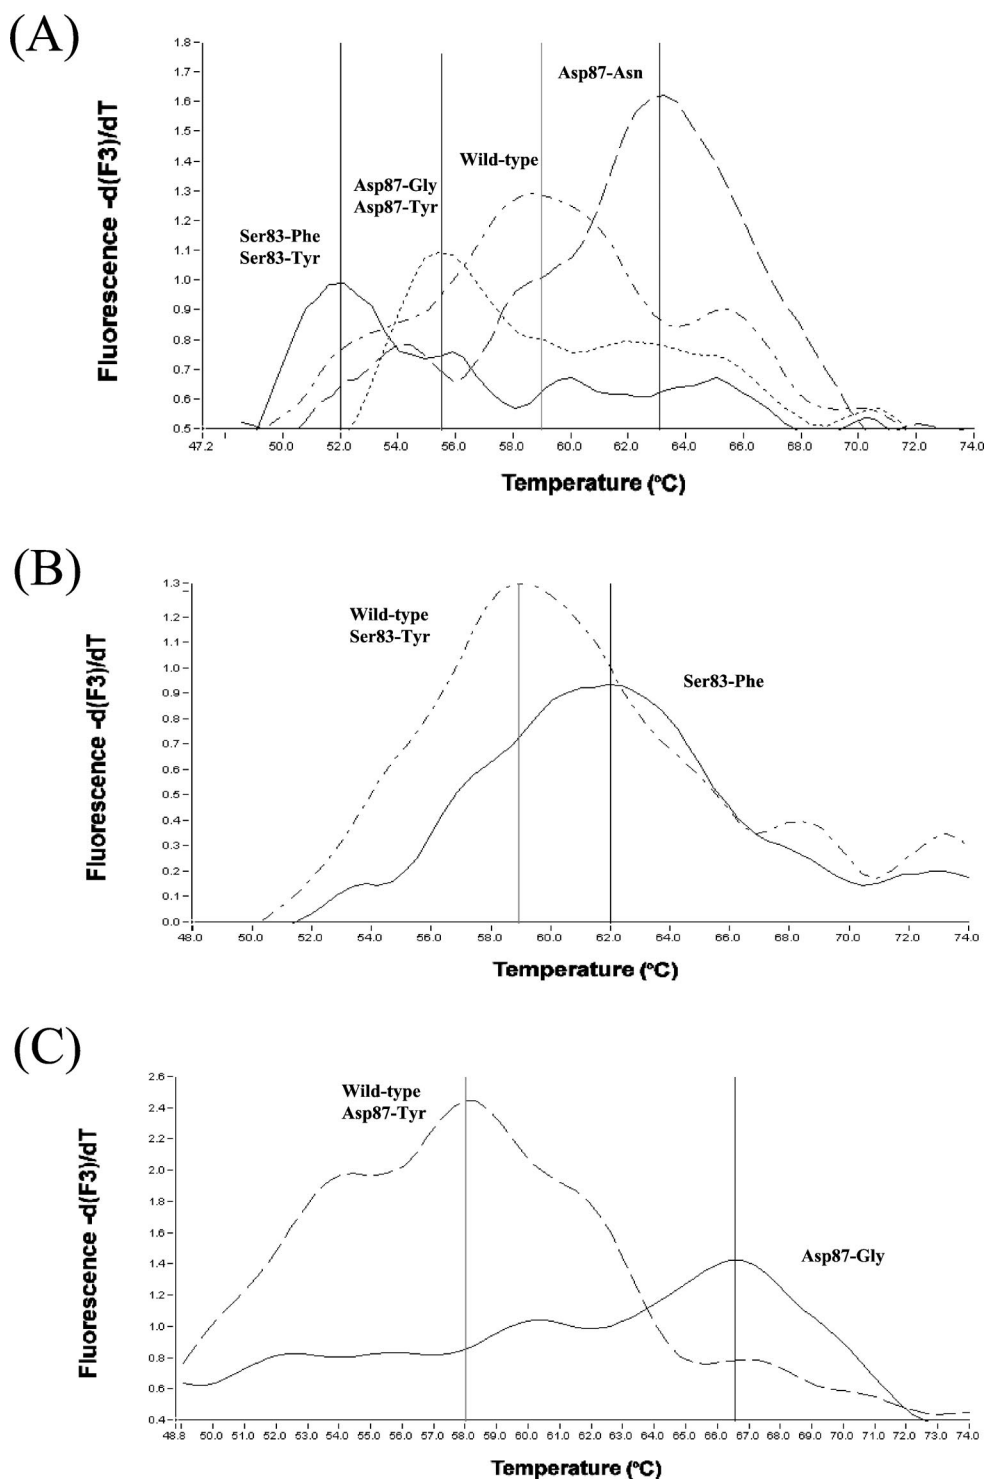 (A)
Fluorescence -d(F3)/dT
1.8
1.7
1.6
1.5
1.4
1.3
1.2
1.1
1.0
0.9
0.8
0.7
0.6
0.5
Asp87-Asn
Wild-type
Asp87-Gly
Asp87-Tyr
Ser83-Phe
Ser83-Tyr
47.2 50.0 52.0 54.0 56.0 58.0 60.0 62.0 64.0 66.0 68.0 70.0 72.0 74.0
Temperature (ºC)
(B)
Fluorescence -d(F3)/dT
1.3
1.2
1.1
1.0
0.9
0.8
0.7
0.6
0.5
0.4
0.3
0.2
0.1
0.0
Wild-type
Ser83-Tyr
Ser83-Phe
48.0 50.0 52.0 54.0 56.0 58.0 60.0 62.0 64.0 66.0 68.0 70.0 72.0 74.0
Temperature (ºC)
(C)
Fluorescence -d(F3)/dT
2.6
2.4
2.2
2.0
1.8
1.6
1.4
1.2
1.0
0.8
0.6
0.4
Wild-type
Asp87-Tyr
Asp87-Gly
48.8 50.0 51.0 52.0 53.0 54.0 55.0 56.0 57.0 58.0 59.0 60.0 61.0 62.0 63.0 64.0 65.0 66.0 67.0 68.0 69.0 70.0 71.0 72.0 73.0 74.0
Temperature (ºC)